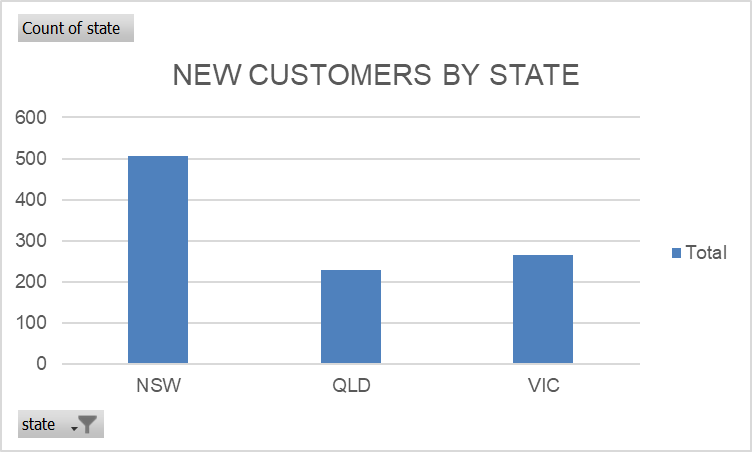 Count of state
NEW CUSTOMERS BY STATE
600
500
400
300
200
100
0
NSW
QLD
VIC
Total
state